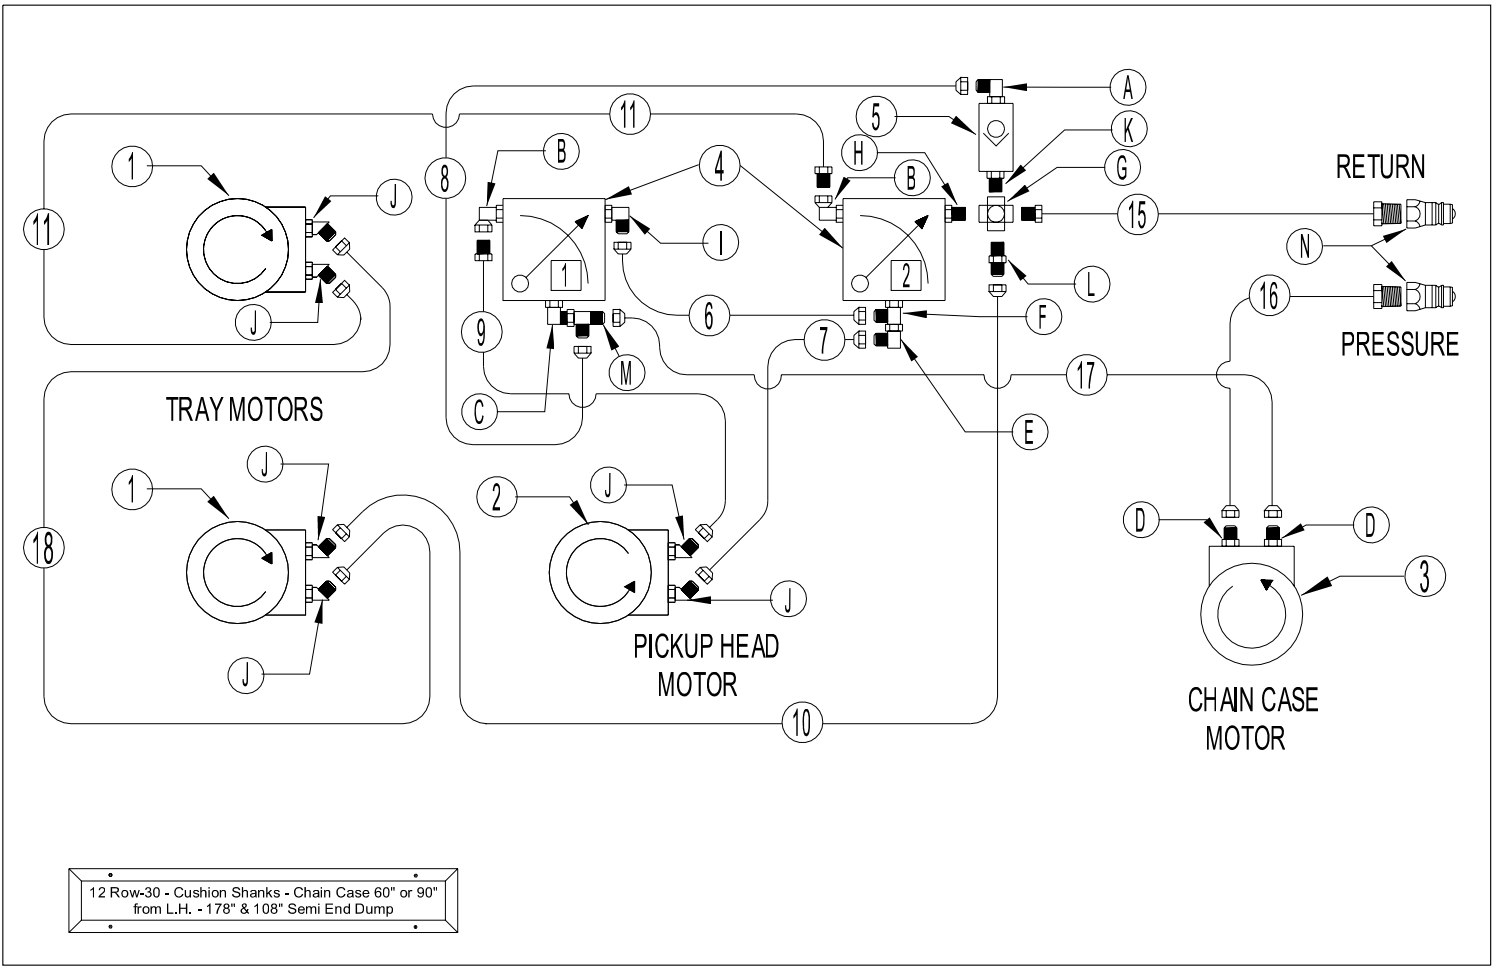 A
11
5
K
B
H
RETURN
1
8
4
B
G
J
11
15
I
N
1
2
L
16
J
9
6
7
F
PRESSURE
M
17
TRAY MOTORS
C
E
J
1
2
J
D
D
18
3
J
PICKUP HEAD
MOTOR
J
CHAIN CASE
MOTOR
10
12 Row-30 - Cushion Shanks - Chain Case 60" or 90"
from L.H. - 178" & 108" Semi End Dump